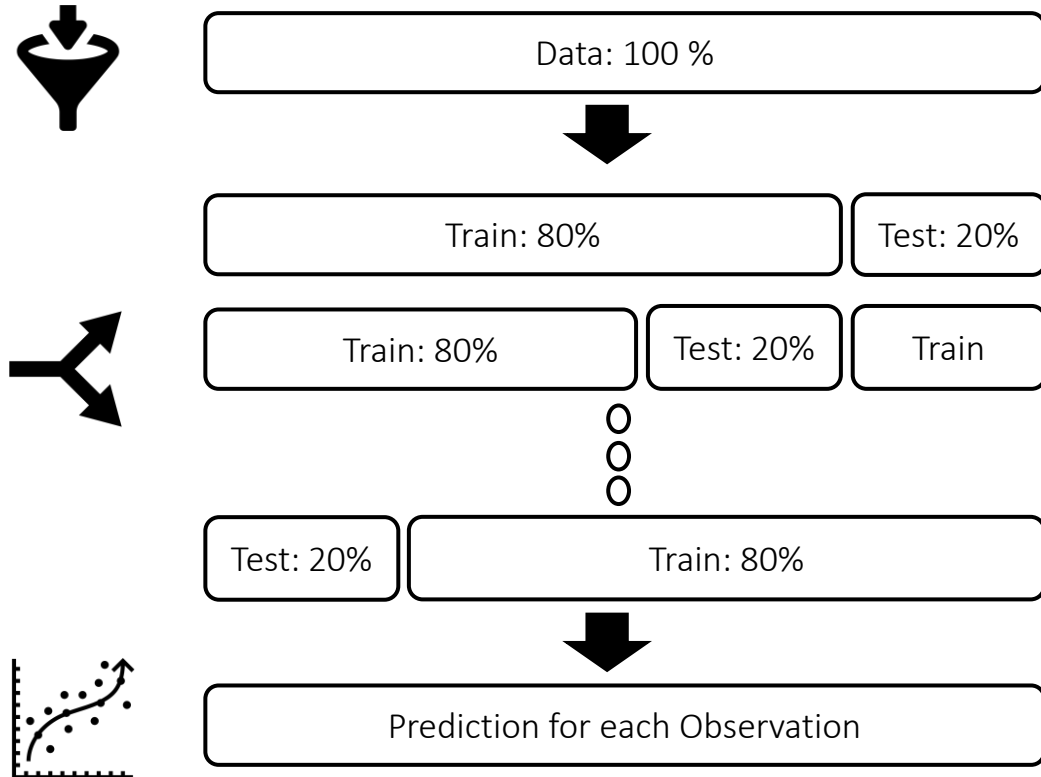 Data: 100 %
Train: 80%
Test: 20%
Train: 80%
Test: 20%
Train
Test: 20%
Train: 80%
Prediction for each Observation